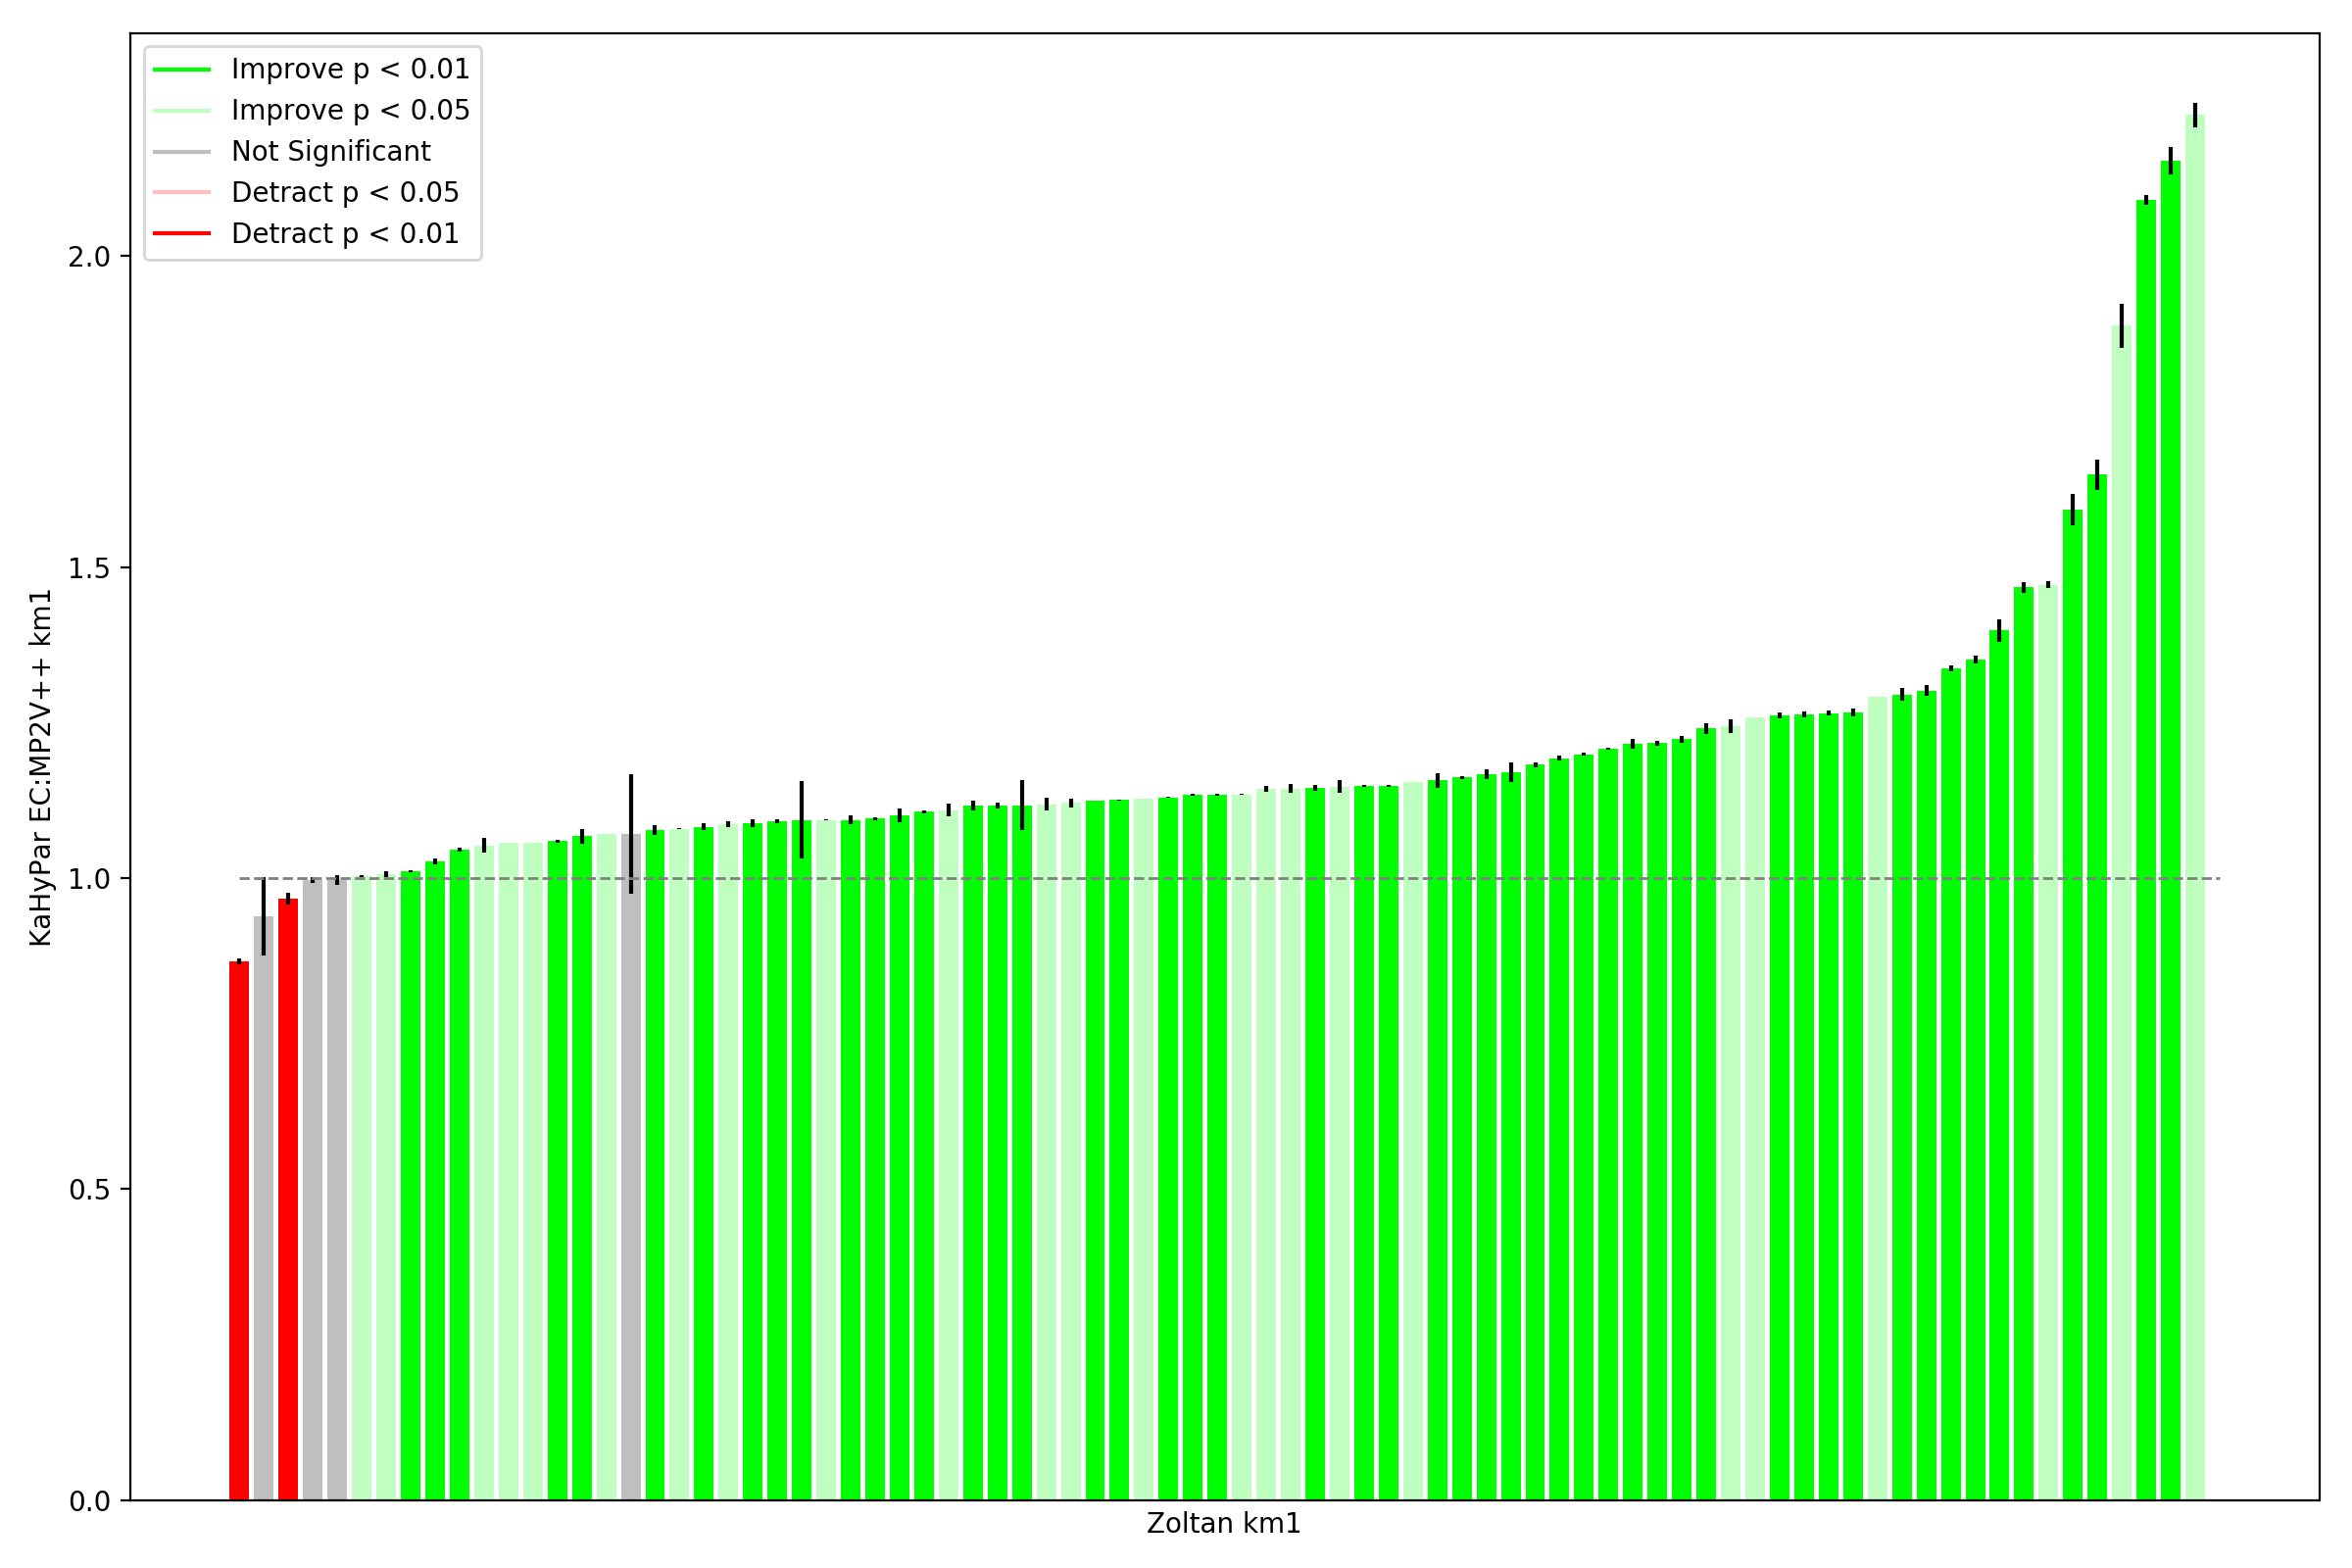 Improve p < 0.01
Improve p < 0.05
Not Significant
Detract p < 0.05
Detract p < 0.01
2.0
1.5
1.0
0.5
0.0
KaHyPar EC:MP2V++ km1
Zoltan km1